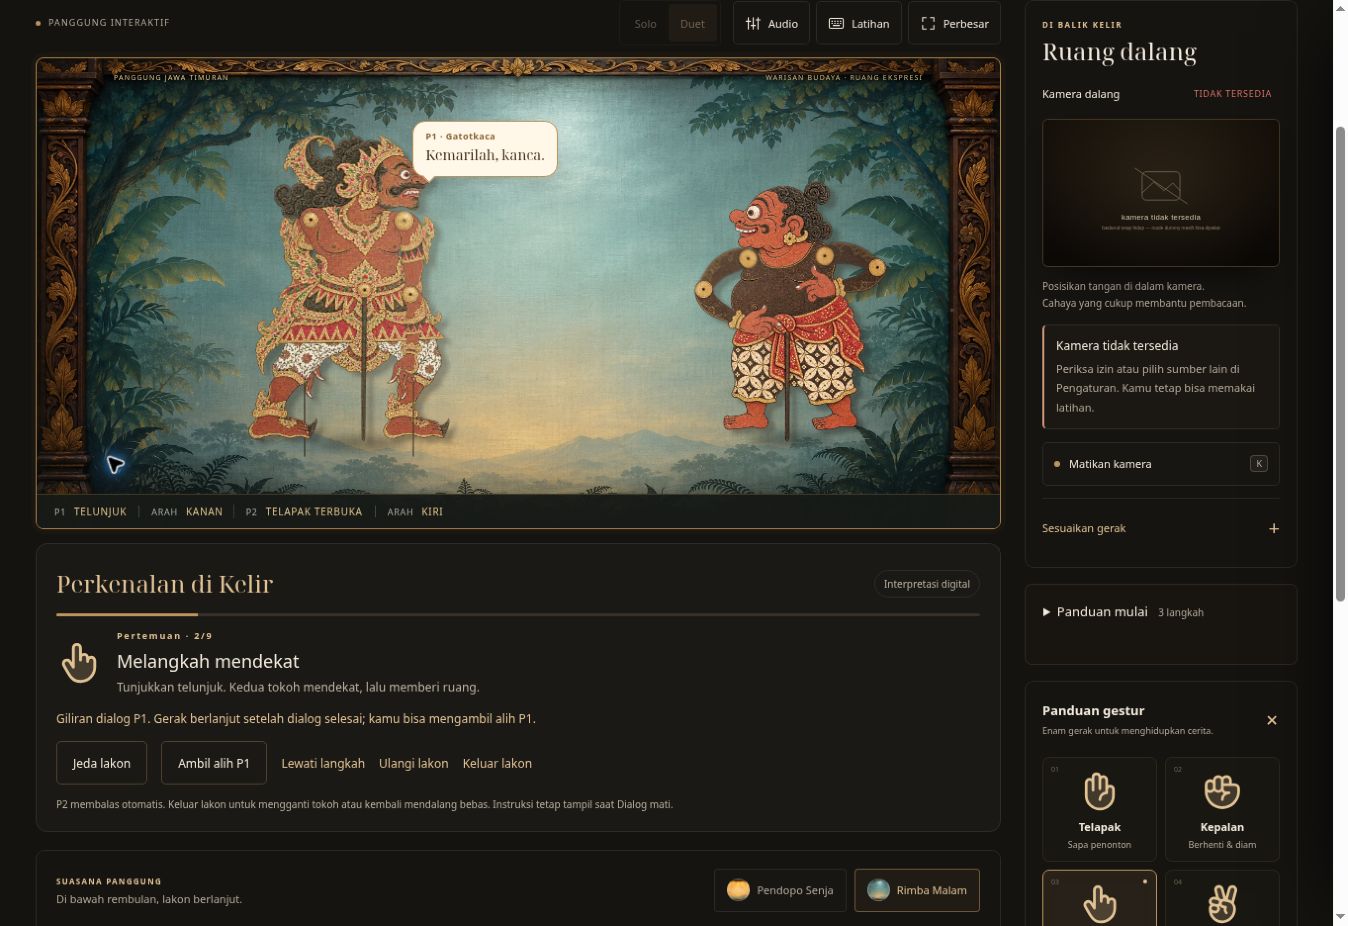 PANGGUNG INTERAKTIF
Solo
Duet
Audio
Latihan
Perbesar
PANGGUNG JAWA TIMURAN
WARISAN BUDAYA · RUANG EKSPRESI
P1 · Gatotkaca
Kemarilah, kanca.
P1 TELUNJUK ARAH KANAN P2 TELAPAK TERBUKA ARAH KIRI
Perkenalan di Kelir
Interpretasi digital
Pertemuan · 2/9
Melangkah mendekat
Tunjukkan telunjuk. Kedua tokoh mendekat, lalu memberi ruang.
Giliran dialog P1. Gerak berlanjut setelah dialog selesai; kamu bisa mengambil alih P1.
Jeda lakon
Ambil alih P1
Lewati langkah
Ulangi lakon
Keluar lakon
P2 membalas otomatis. Keluar lakon untuk mengganti tokoh atau kembali mendalang bebas. Instruksi tetap tampil saat Dialog mati.
SUASANA PANGGUNG
Di bawah rembulan, lakon berlanjut.
Pendopo Senja
Rimba Malam
DI BALIK KELIR
Ruang dalang
Kamera dalang
TIDAK TERSEDIA
kamera tidak tersedia
Posisikan tangan di dalam kamera.
Cahaya yang cukup membantu pembacaan.
Kamera tidak tersedia
Periksa izin atau pilih sumber lain di
Pengaturan. Kamu tetap bisa memakai
latihan.
Matikan kamera
K
Sesuaikan gerak
Panduan mulai 3 langkah
Panduan gestur
Enam gerak untuk menghidupkan cerita.
01
Telapak
Sapa penonton
02
Kepalan
Berhenti & diam
03
04